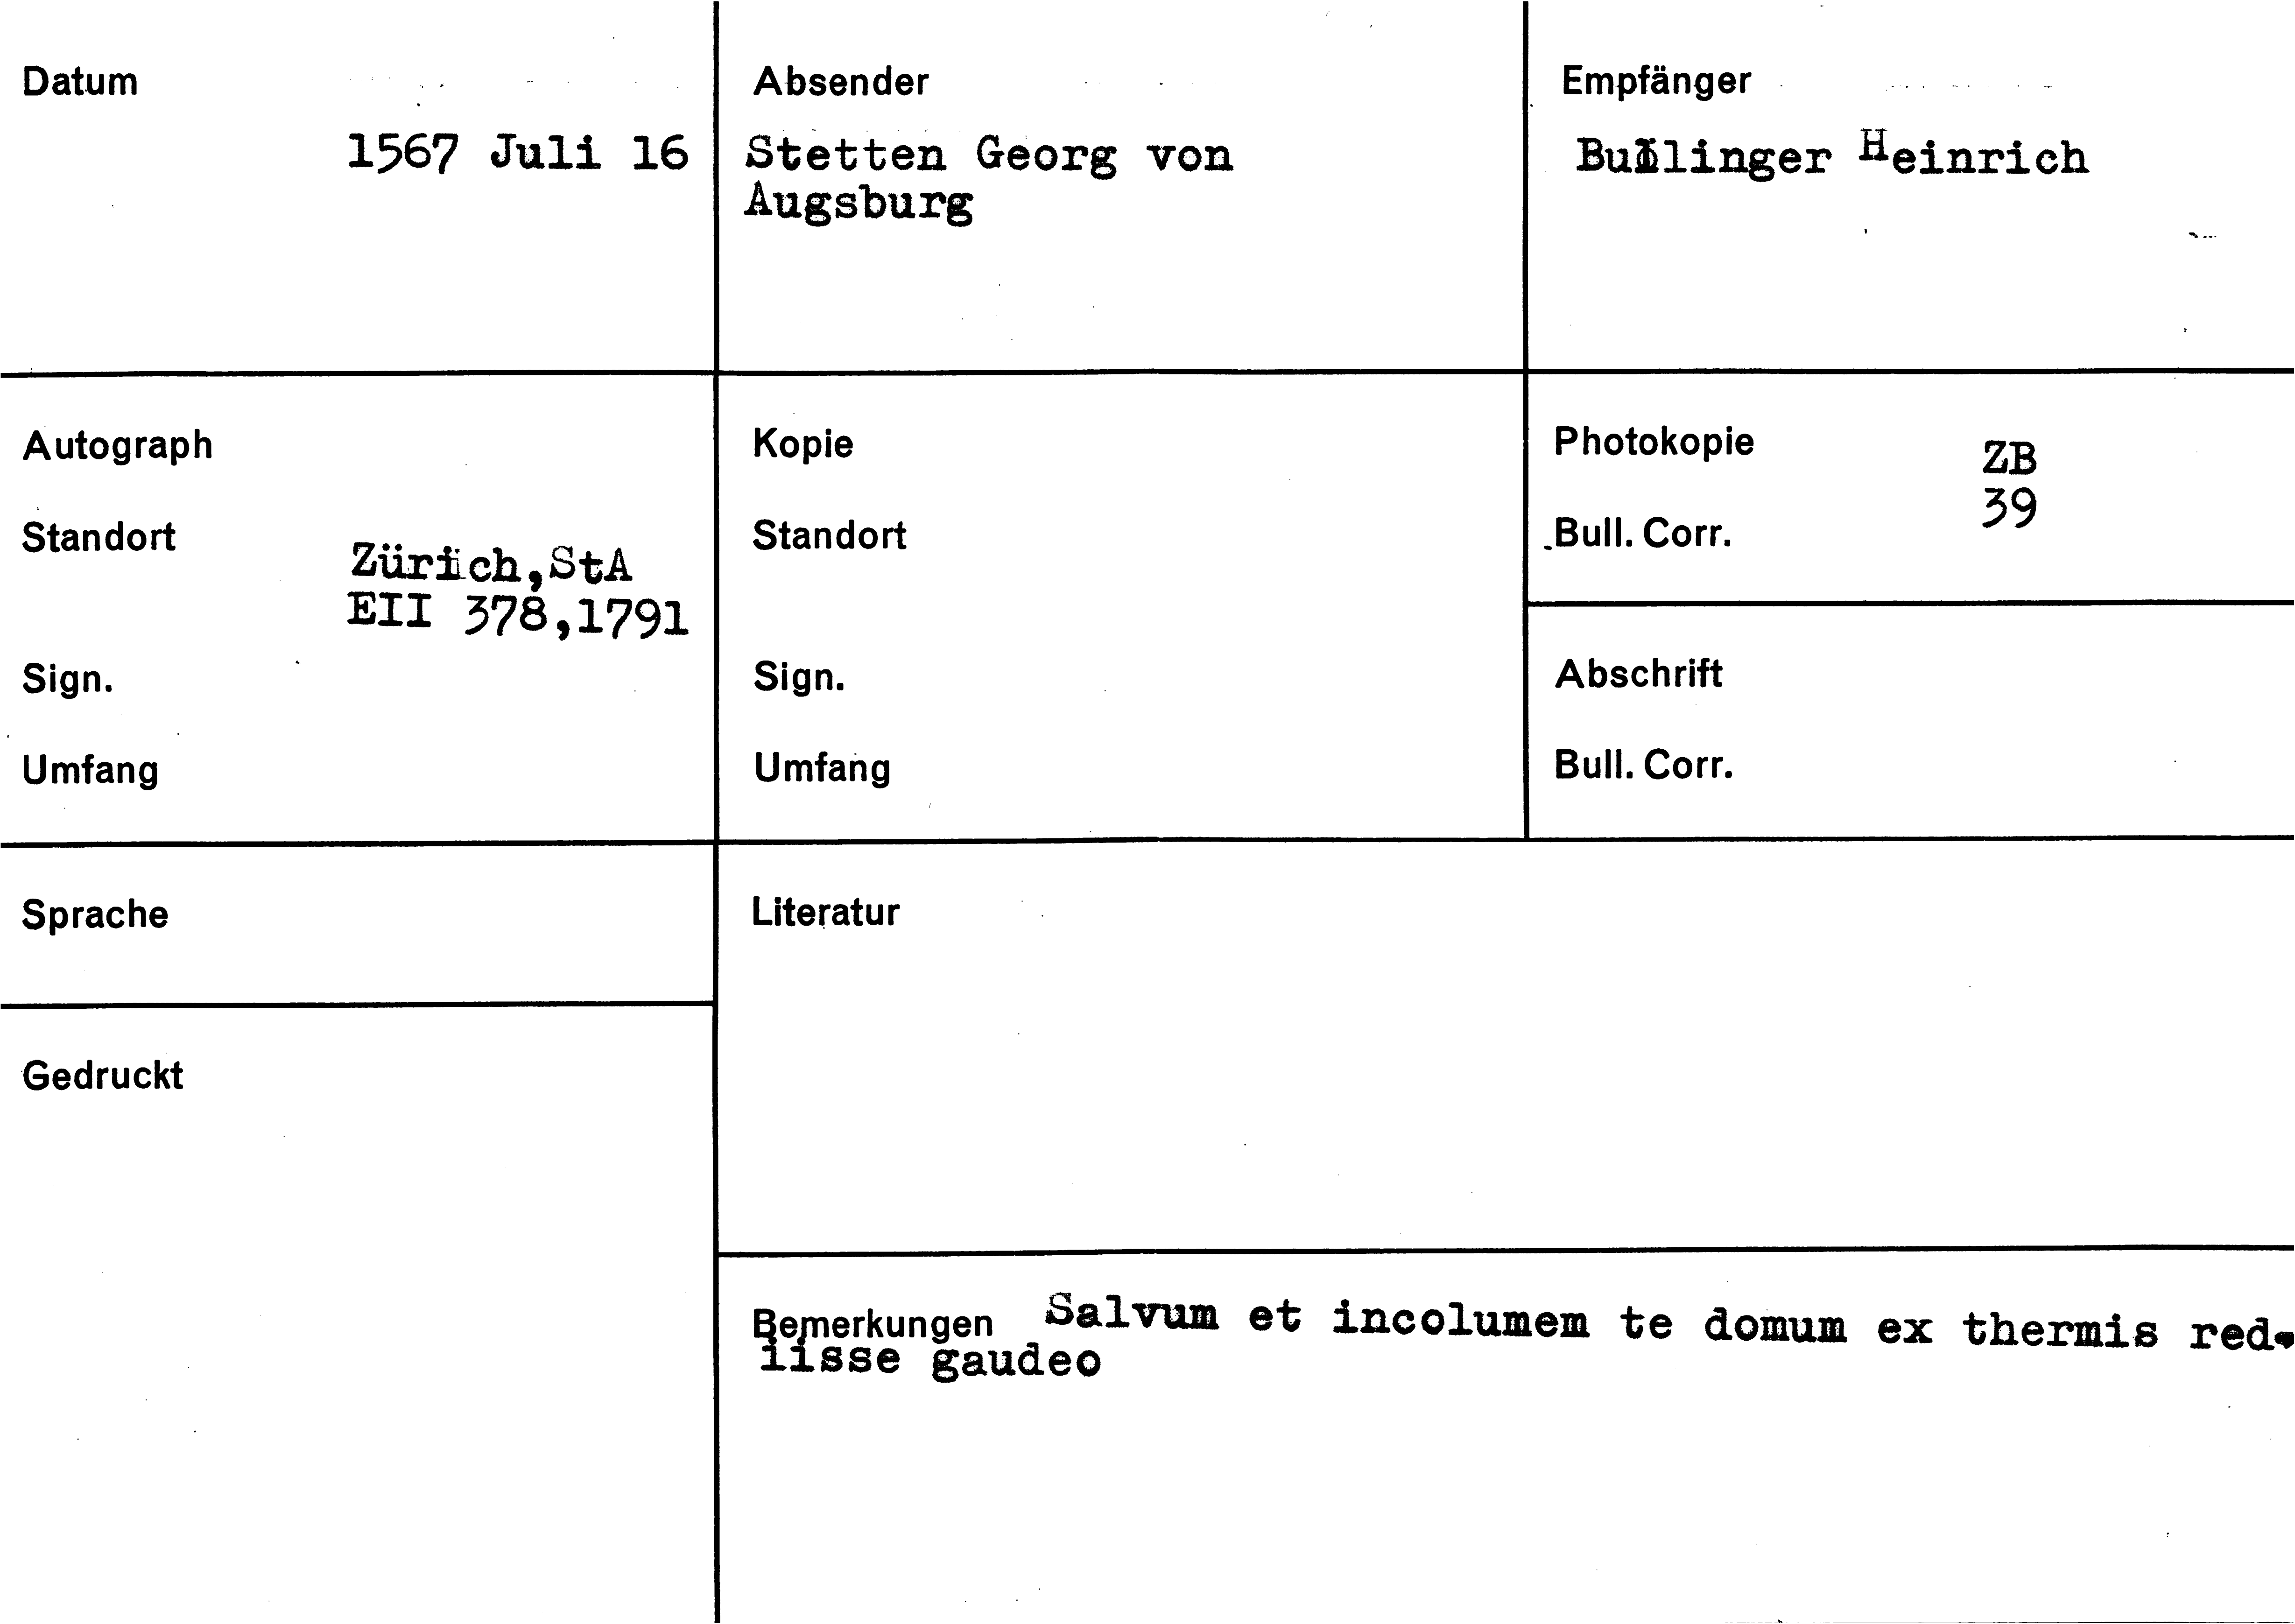 Datum
1567 Juli 16
Absender
Stetten Georg von
Augsburg
Empfänger
Bullinger Heinrich
Autograph
Standort
Zürich,StA
EII 378,1791
Sign.
Umfang
Kopie
Standort
Sign.
Umfang
Photokopie ZB
39
Bull. Corr.
Abschrift
Bull. Corr.
Sprache
Gedruckt
Literatur
Bemerkungen Salvum et incolumem te domum ex thermis red-
iisse gaudeo